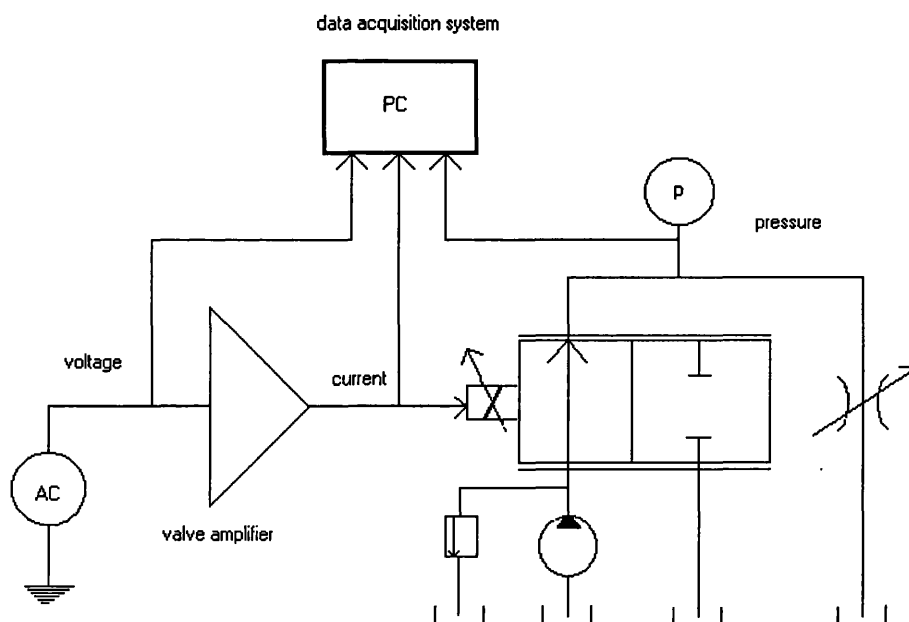 data acquisition system
PC
p
pressure
voltage
current
AC
valve amplifier